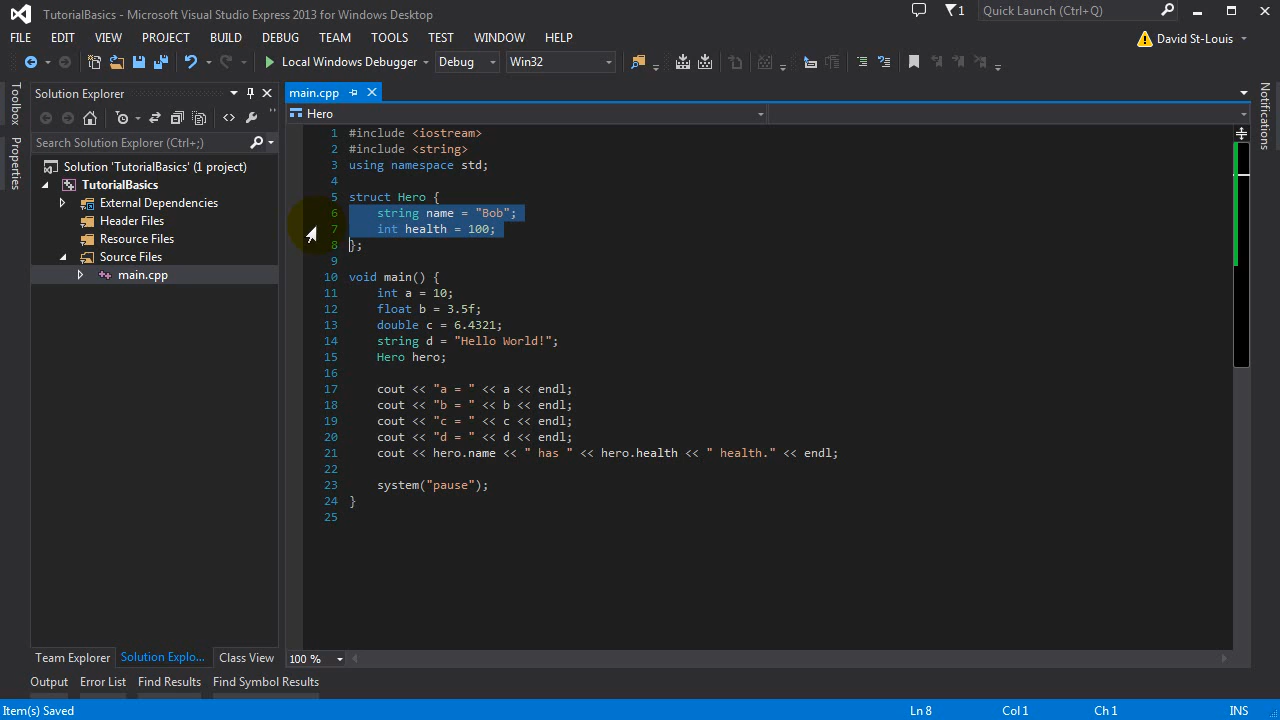 TutorialBasics - Microsoft Visual Studio Express 2013 for Windows Desktop
1
Quick Launch (Ctrl+Q)
FILE EDIT VIEW PROJECT BUILD DEBUG TEAM TOOLS TEST WINDOW HELP
David St-Louis
Local Windows Debugger Debug Win32
Toolbox
Properties
Solution Explorer
Search Solution Explorer (Ctrl+;)
Solution 'TutorialBasics' (1 project)
TutorialBasics
External Dependencies
Header Files
Resource Files
Source Files
main.cpp
Team Explorer Solution Explo... Class View
main.cpp
Hero
1 #include <iostream>
2 #include <string>
3 using namespace std;
4
5 struct Hero {
6 string name = "Bob";
7 int health = 100;
8 };
9
10 void main() {
11 int a = 10;
12 float b = 3.5f;
13 double c = 6.4321;
14 string d = "Hello World!";
15 Hero hero;
16
17 cout << "a = " << a << endl;
18 cout << "b = " << b << endl;
19 cout << "c = " << c << endl;
20 cout << "d = " << d << endl;
21 cout << hero.name << " has " << hero.health << " health." << endl;
22
23 system("pause");
24 }
25
100 %
Notifications
Output Error List Find Results Find Symbol Results
Item(s) Saved Ln 8 Col 1 Ch 1 INS